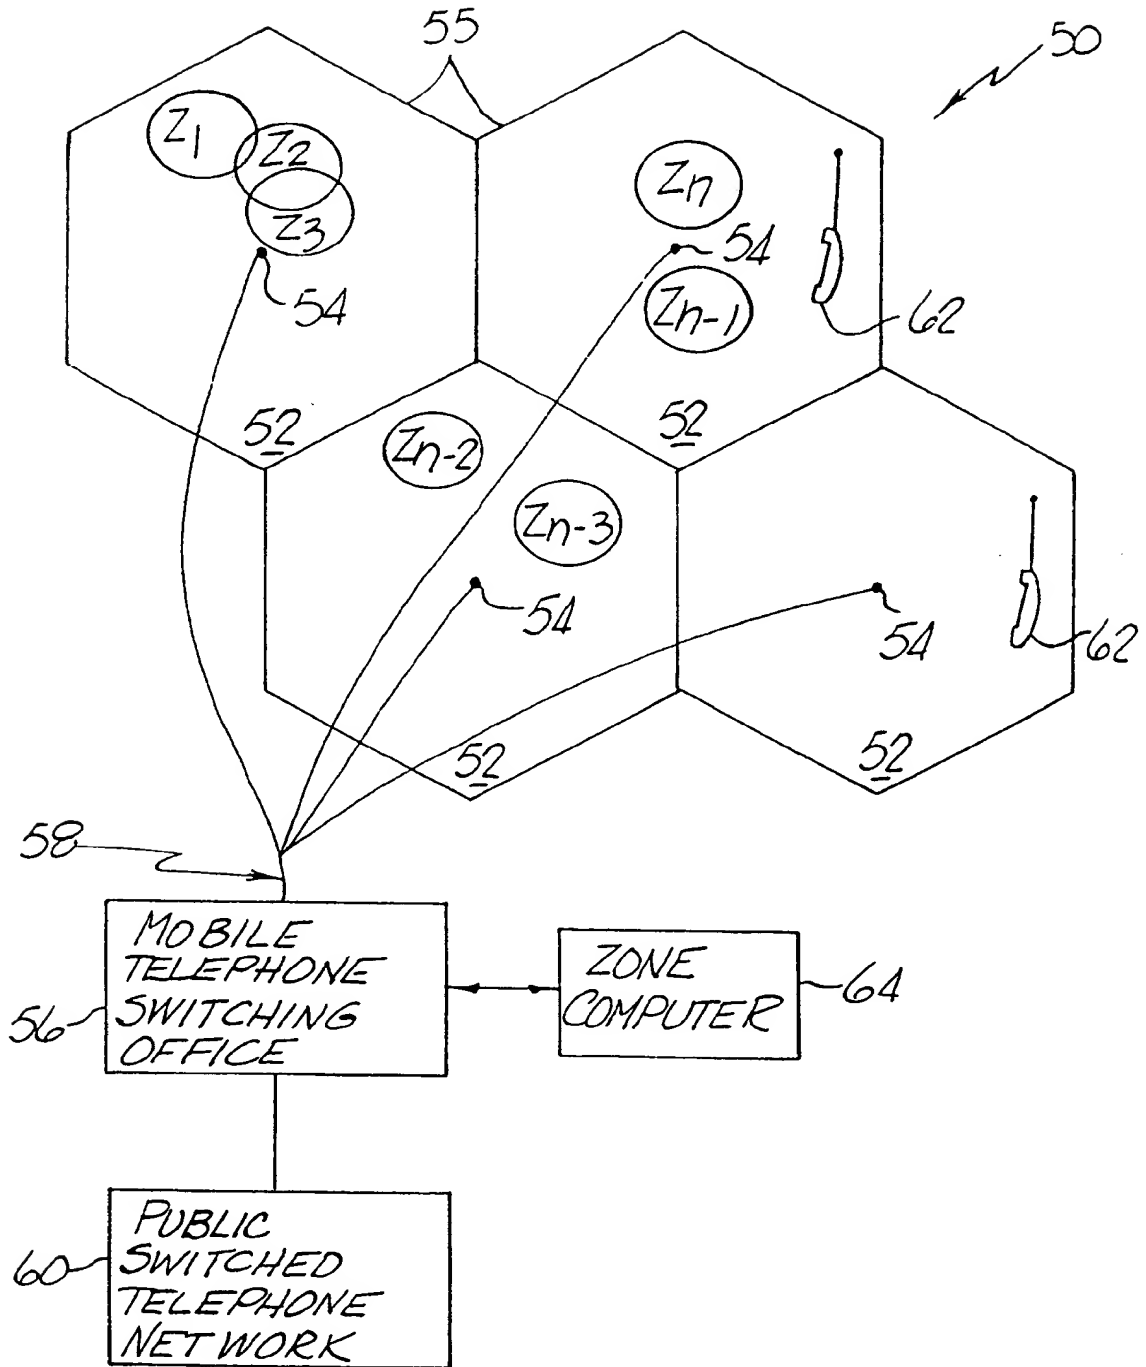 55
50
Z1
Z2
Z3
Zn
54
54
Zn-1
62
52
52
Zn-2
Zn-3
54
54
62
52
52
58
MOBILE
TELEPHONE
SWITCHING
OFFICE
56
ZONE
COMPUTER
64
PUBLIC
SWITCHED
TELEPHONE
NETWORK
60